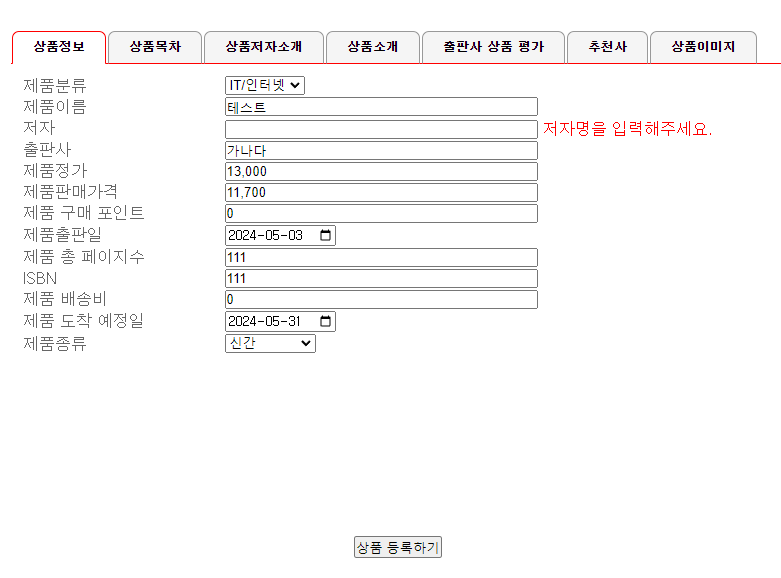 상품정보 상품목차 상품저자소개 상품소개 출판사 상품 평가 추천사 상품이미지
제품분류 IT/인터넷
제품이름 테스트
저자 저자명을 입력해주세요.
출판사 가나다
제품정가 13,000
제품판매가격 11,700
제품 구매 포인트 0
제품출판일 2024-05-03
제품 총 페이지수 111
ISBN 111
제품 배송비 0
제품 도착 예정일 2024-05-31
제품종류 신간
상품 등록하기